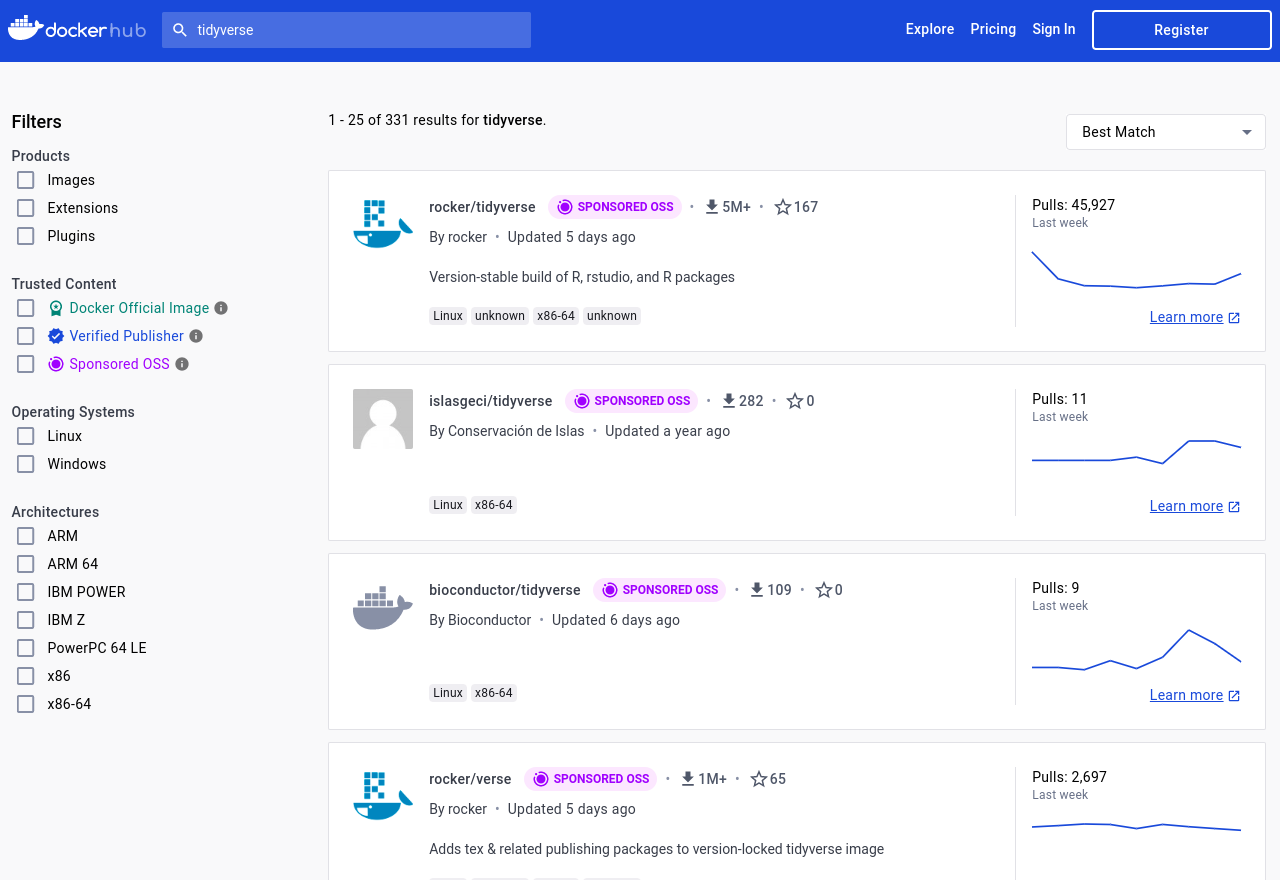 dockerhub
tidyverse
Explore
Pricing
Sign In
Register
Filters
Products
Images
Extensions
Plugins
Trusted Content
Docker Official Image
Verified Publisher
Sponsored OSS
Operating Systems
Linux
Windows
Architectures
ARM
ARM 64
IBM POWER
IBM Z
PowerPC 64 LE
x86
x86-64
1 - 25 of 331 results for tidyverse.
Best Match
rocker/tidyverse SPONSORED OSS • 5M+ • 167
By rocker • Updated 5 days ago
Version-stable build of R, rstudio, and R packages
Linux unknown x86-64 unknown
Pulls: 45,927
Last week
Learn more
islasgeci/tidyverse SPONSORED OSS • 282 • 0
By Conservación de Islas • Updated a year ago
Linux x86-64
Pulls: 11
Last week
Learn more
bioconductor/tidyverse SPONSORED OSS • 109 • 0
By Bioconductor • Updated 6 days ago
Linux x86-64
Pulls: 9
Last week
Learn more
rocker/verse SPONSORED OSS • 1M+ • 65
By rocker • Updated 5 days ago
Adds tex & related publishing packages to version-locked tidyverse image
Pulls: 2,697
Last week